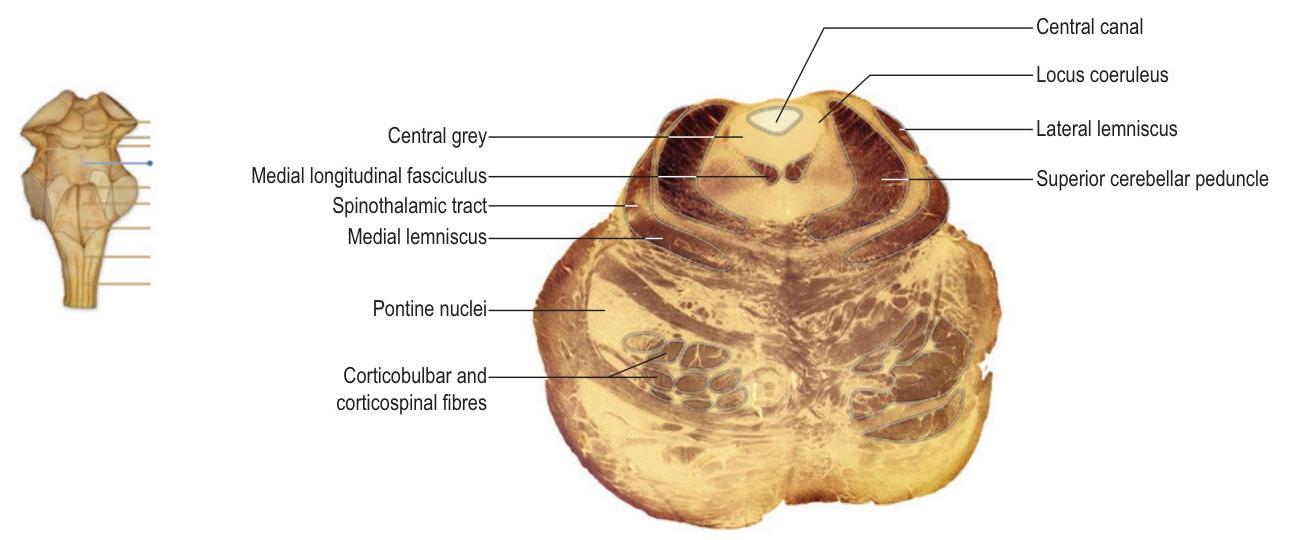 Central canal
Locus coeruleus
Lateral lemniscus
Superior cerebellar peduncle
Central grey
Medial longitudinal fasciculus
Spinothalamic tract
Medial lemniscus
Pontine nuclei
Corticobulbar and
corticospinal fibres